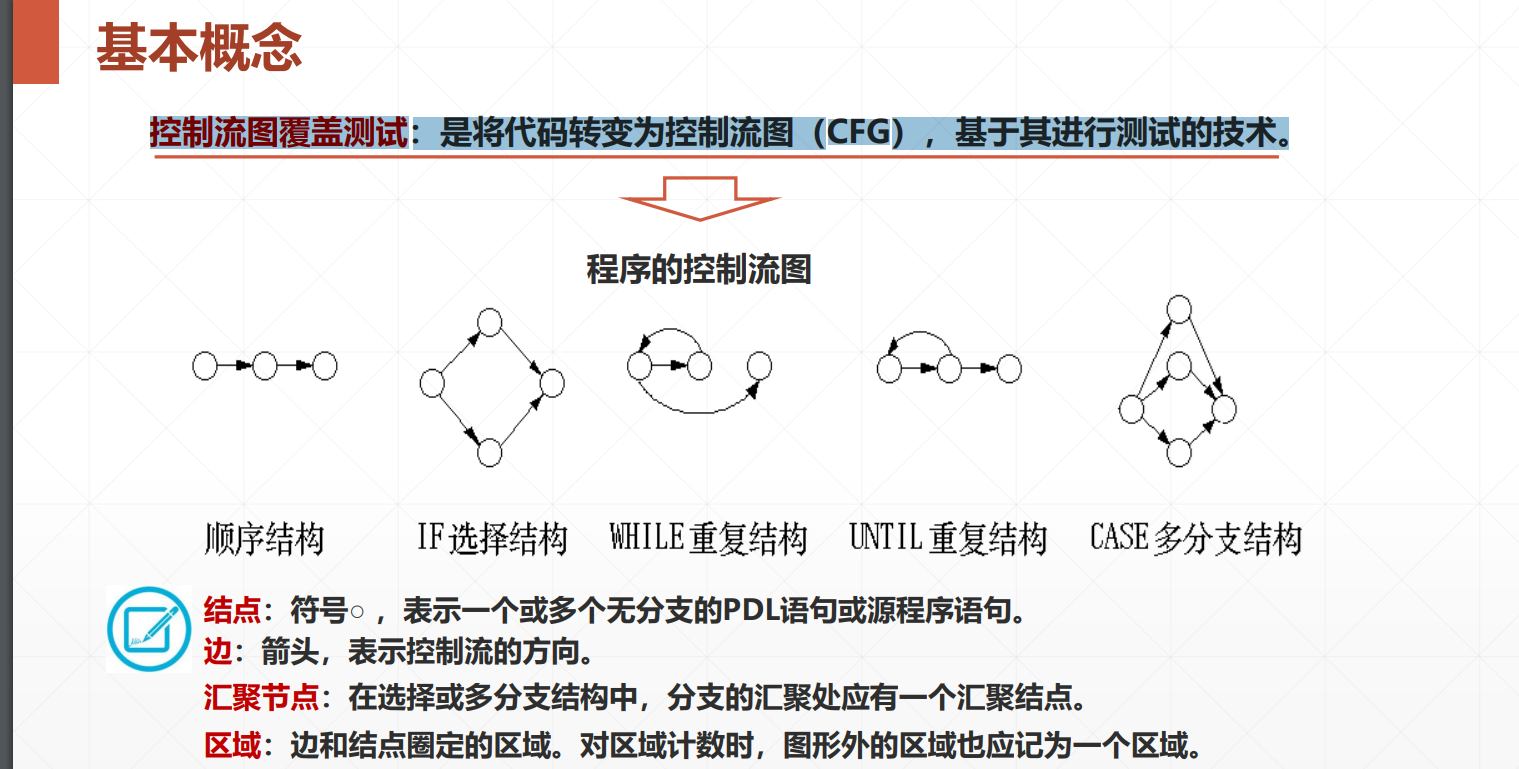 基本概念
控制流图覆盖测试：是将代码转变为控制流图（CFG），基于其进行测试的技术。
程序的控制流图
顺序结构 IF选择结构 WHILE重复结构 UNTIL重复结构 CASE多分支结构
结点：符号○，表示一个或多个无分支的PDL语句或源程序语句。
边：箭头，表示控制流的方向。
汇聚节点：在选择或多分支结构中，分支的汇聚处应有一个汇聚结点。
区域：边和结点圈定的区域。对区域计数时，图形外的区域也应记为一个区域。